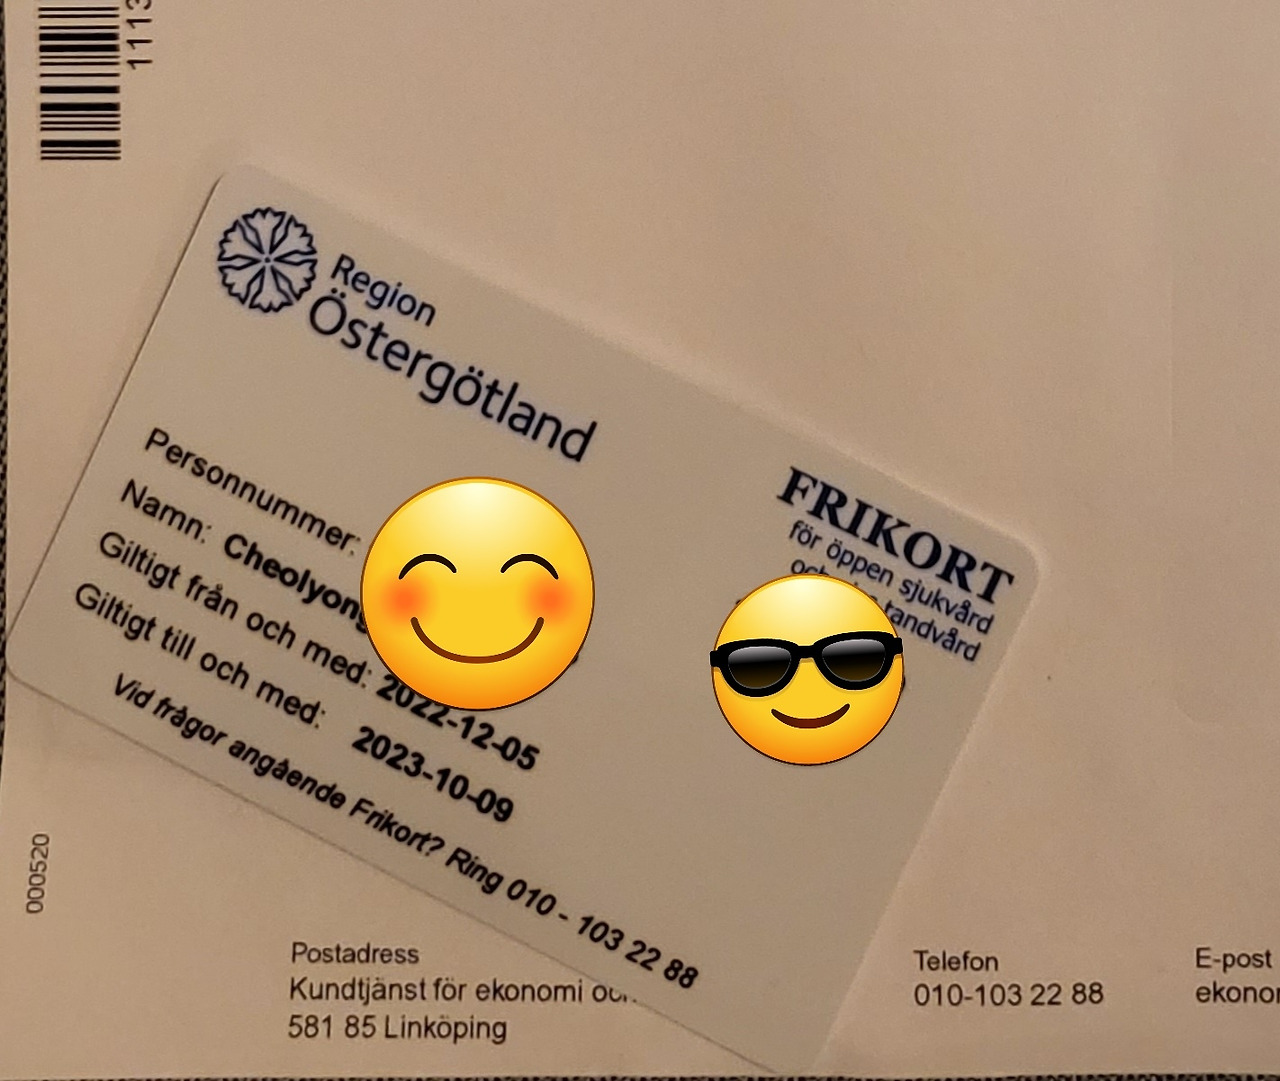 1113
Region
Östergötland
FRIKORT
för öppen sjukvård
tandvård
Personnummer:
Namn: Cheolyong
Giltigt från och med: 2022-12-05
Giltigt till och med: 2023-10-09
Vid frågor angående Frikort? Ring 010 - 103 22 88
000520
Postadress
Kundtjänst för ekonomi
581 85 Linköping
Telefon
010-103 22 88
E-post